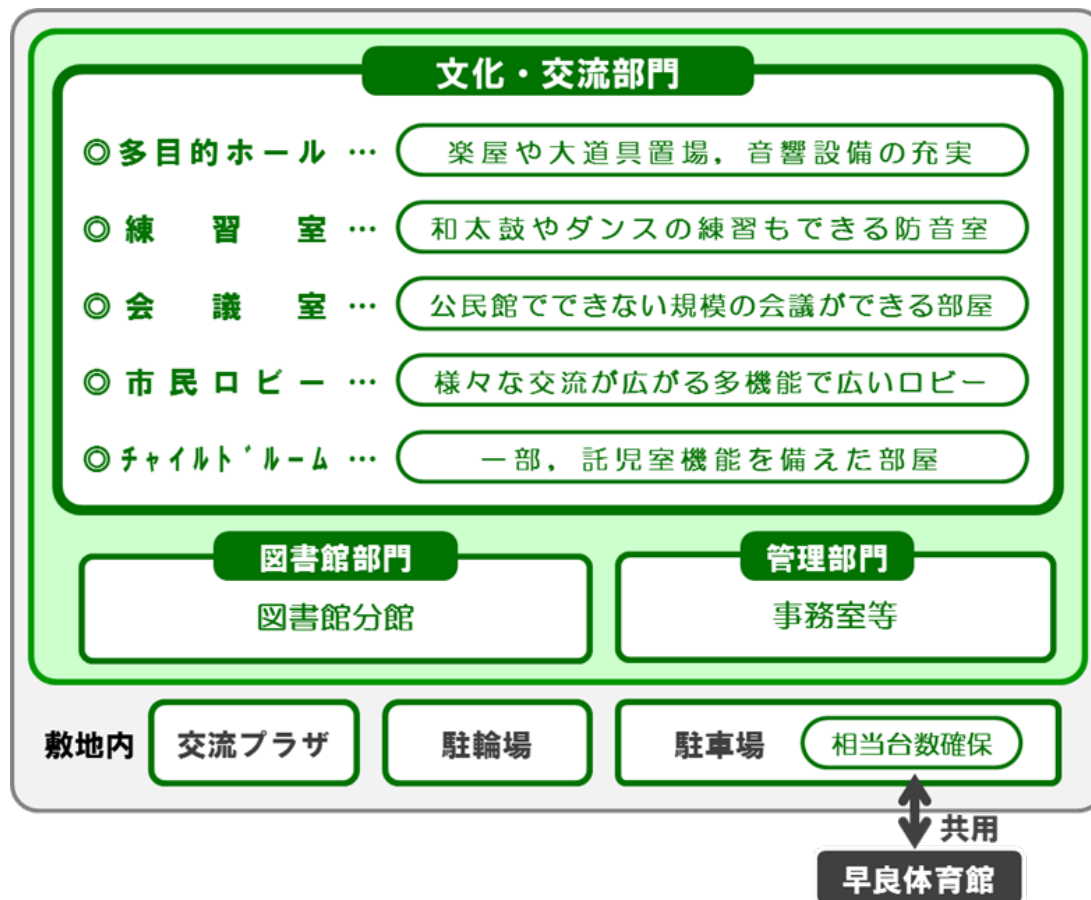 文化・交流部門
◎多目的ホール … 楽屋や大道具置場，音響設備の充実
◎練習室 … 和太鼓やダンスの練習もできる防音室
◎会議室 … 公民館でできない規模の会議ができる部屋
◎市民ロビー … 様々な交流が広がる多機能で広いロビー
◎ﾁｬｲﾙﾄﾞﾙｰﾑ … 一部，託児室機能を備えた部屋
図書館部門 管理部門
図書館分館 事務室等
敷地内 交流プラザ 駐輪場 駐車場 相当台数確保
共用
早良体育館